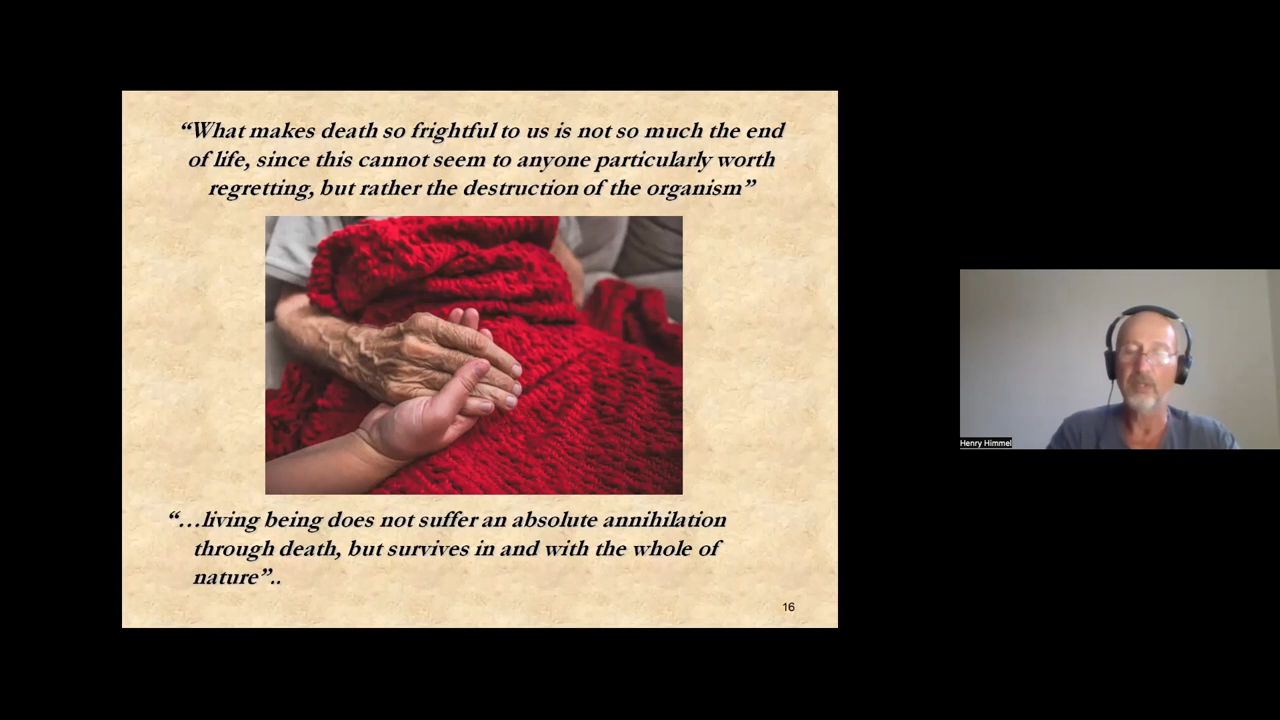 “What makes death so frightful to us is not so much the end
of life, since this cannot seem to anyone particularly worth
regretting, but rather the destruction of the organism”
“…living being does not suffer an absolute annihilation
through death, but survives in and with the whole of
nature”..
16
Henry Himmel